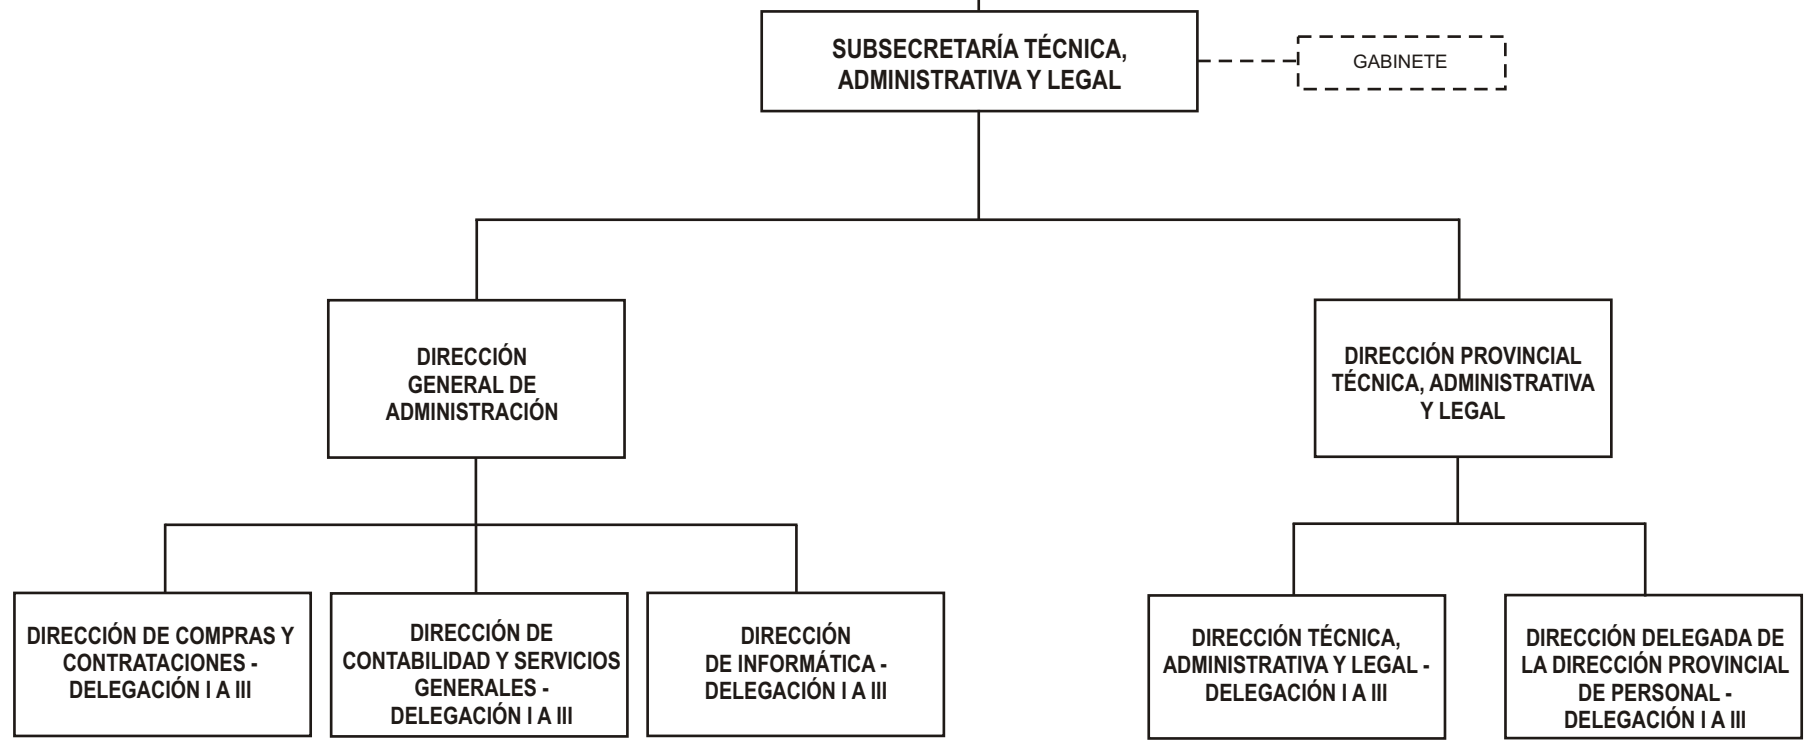 SUBSECRETARÍA TÉCNICA,
ADMINISTRATIVA Y LEGAL
GABINETE
DIRECCIÓN
GENERAL DE
ADMINISTRACIÓN
DIRECCIÓN PROVINCIAL
TÉCNICA, ADMINISTRATIVA
Y LEGAL
DIRECCIÓN DE COMPRAS Y
CONTRATACIONES -
DELEGACIÓN I A III
DIRECCIÓN DE
CONTABILIDAD Y SERVICIOS
GENERALES -
DELEGACIÓN I A III
DIRECCIÓN
DE INFORMÁTICA -
DELEGACIÓN I A III
DIRECCIÓN TÉCNICA,
ADMINISTRATIVA Y LEGAL -
DELEGACIÓN I A III
DIRECCIÓN DELEGADA DE
LA DIRECCIÓN PROVINCIAL
DE PERSONAL -
DELEGACIÓN I A III